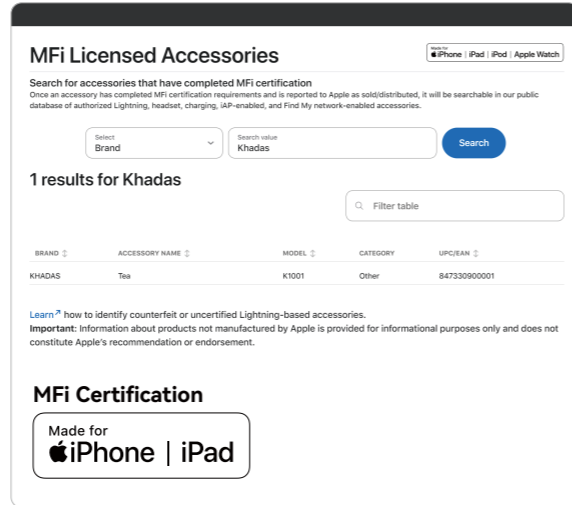 MFi Licensed Accessories
Made for
iPhone | iPad | iPod | Apple Watch
Search for accessories that have completed MFi certification
Once an accessory has completed MFi certification requirements and is reported to Apple as sold/distributed, it will be searchable in our public
database of authorized Lightning, headset, charging, iAP-enabled, and Find My network-enabled accessories.
Select
Brand
Search value
Khadas
Search
1 results for Khadas
Filter table
BRAND ACCESSORY NAME MODEL CATEGORY UPC/EAN
KHADAS Tea K1001 Other 847330900001
Learn↗ how to identify counterfeit or uncertified Lightning-based accessories.
Important: Information about products not manufactured by Apple is provided for informational purposes only and does not
constitute Apple's recommendation or endorsement.
MFi Certification
Made for
iPhone | iPad